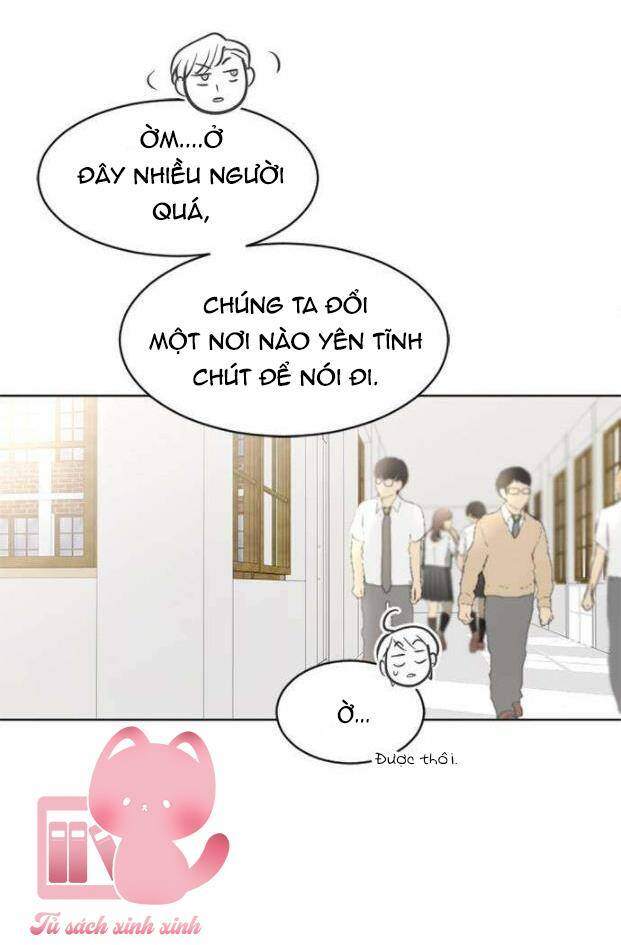 ỜM....Ở
ĐÂY NHIỀU NGƯỜI
QUÁ,
CHÚNG TA ĐỔI
MỘT NƠI NÀO YÊN TĨNH
CHÚT ĐỂ NÓI ĐI.
Ờ...
Được thôi.
Tủ sách xinh xinh